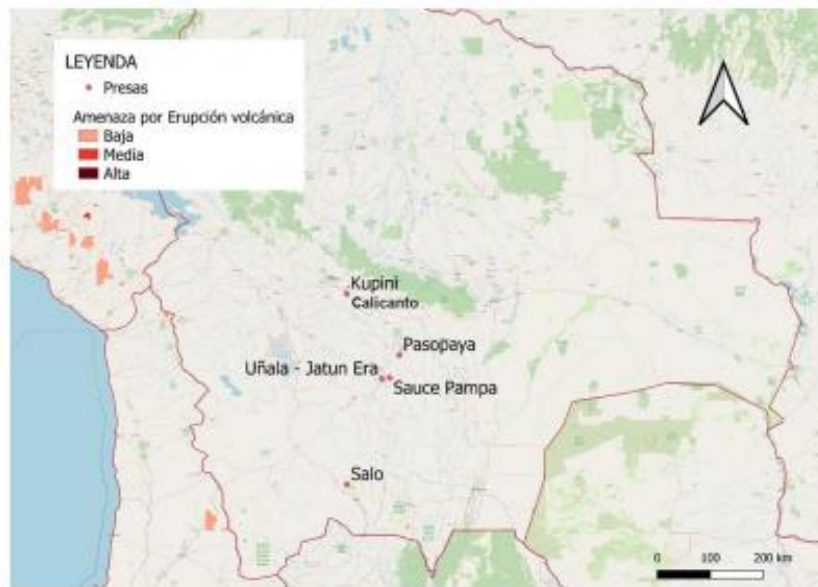 LEYENDA
Presas
Amenaza por Erupción volcánica
Baja
Media
Alta
Kupini
Calicanto
Pasopaya
Uñala - Jatun Era
Sauce Pampa
Salo
0 100 200 km